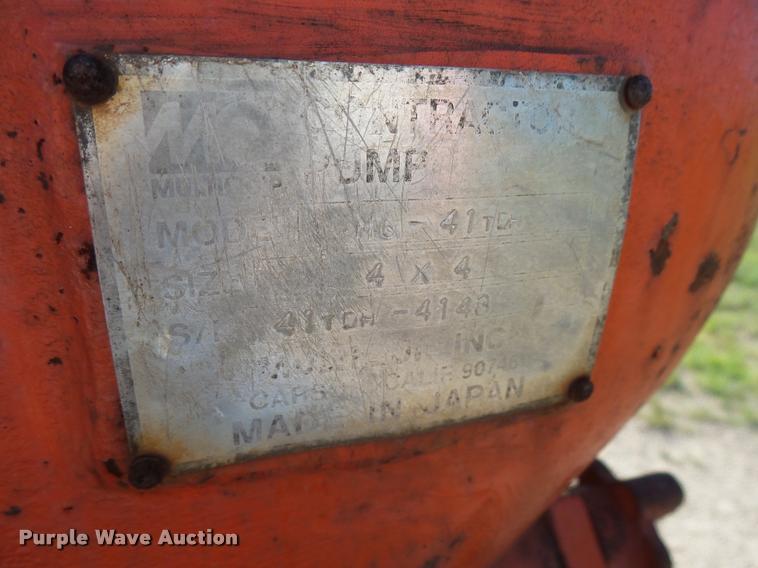 MQ CONTRACTOR
PUMP
MULTIQUIP
MODEL -41TDH
SIZE 4 X 4
S/N 41TDH-4148
INC.
CARSON CALIF. 90746
MADE IN JAPAN
Purple Wave Auction